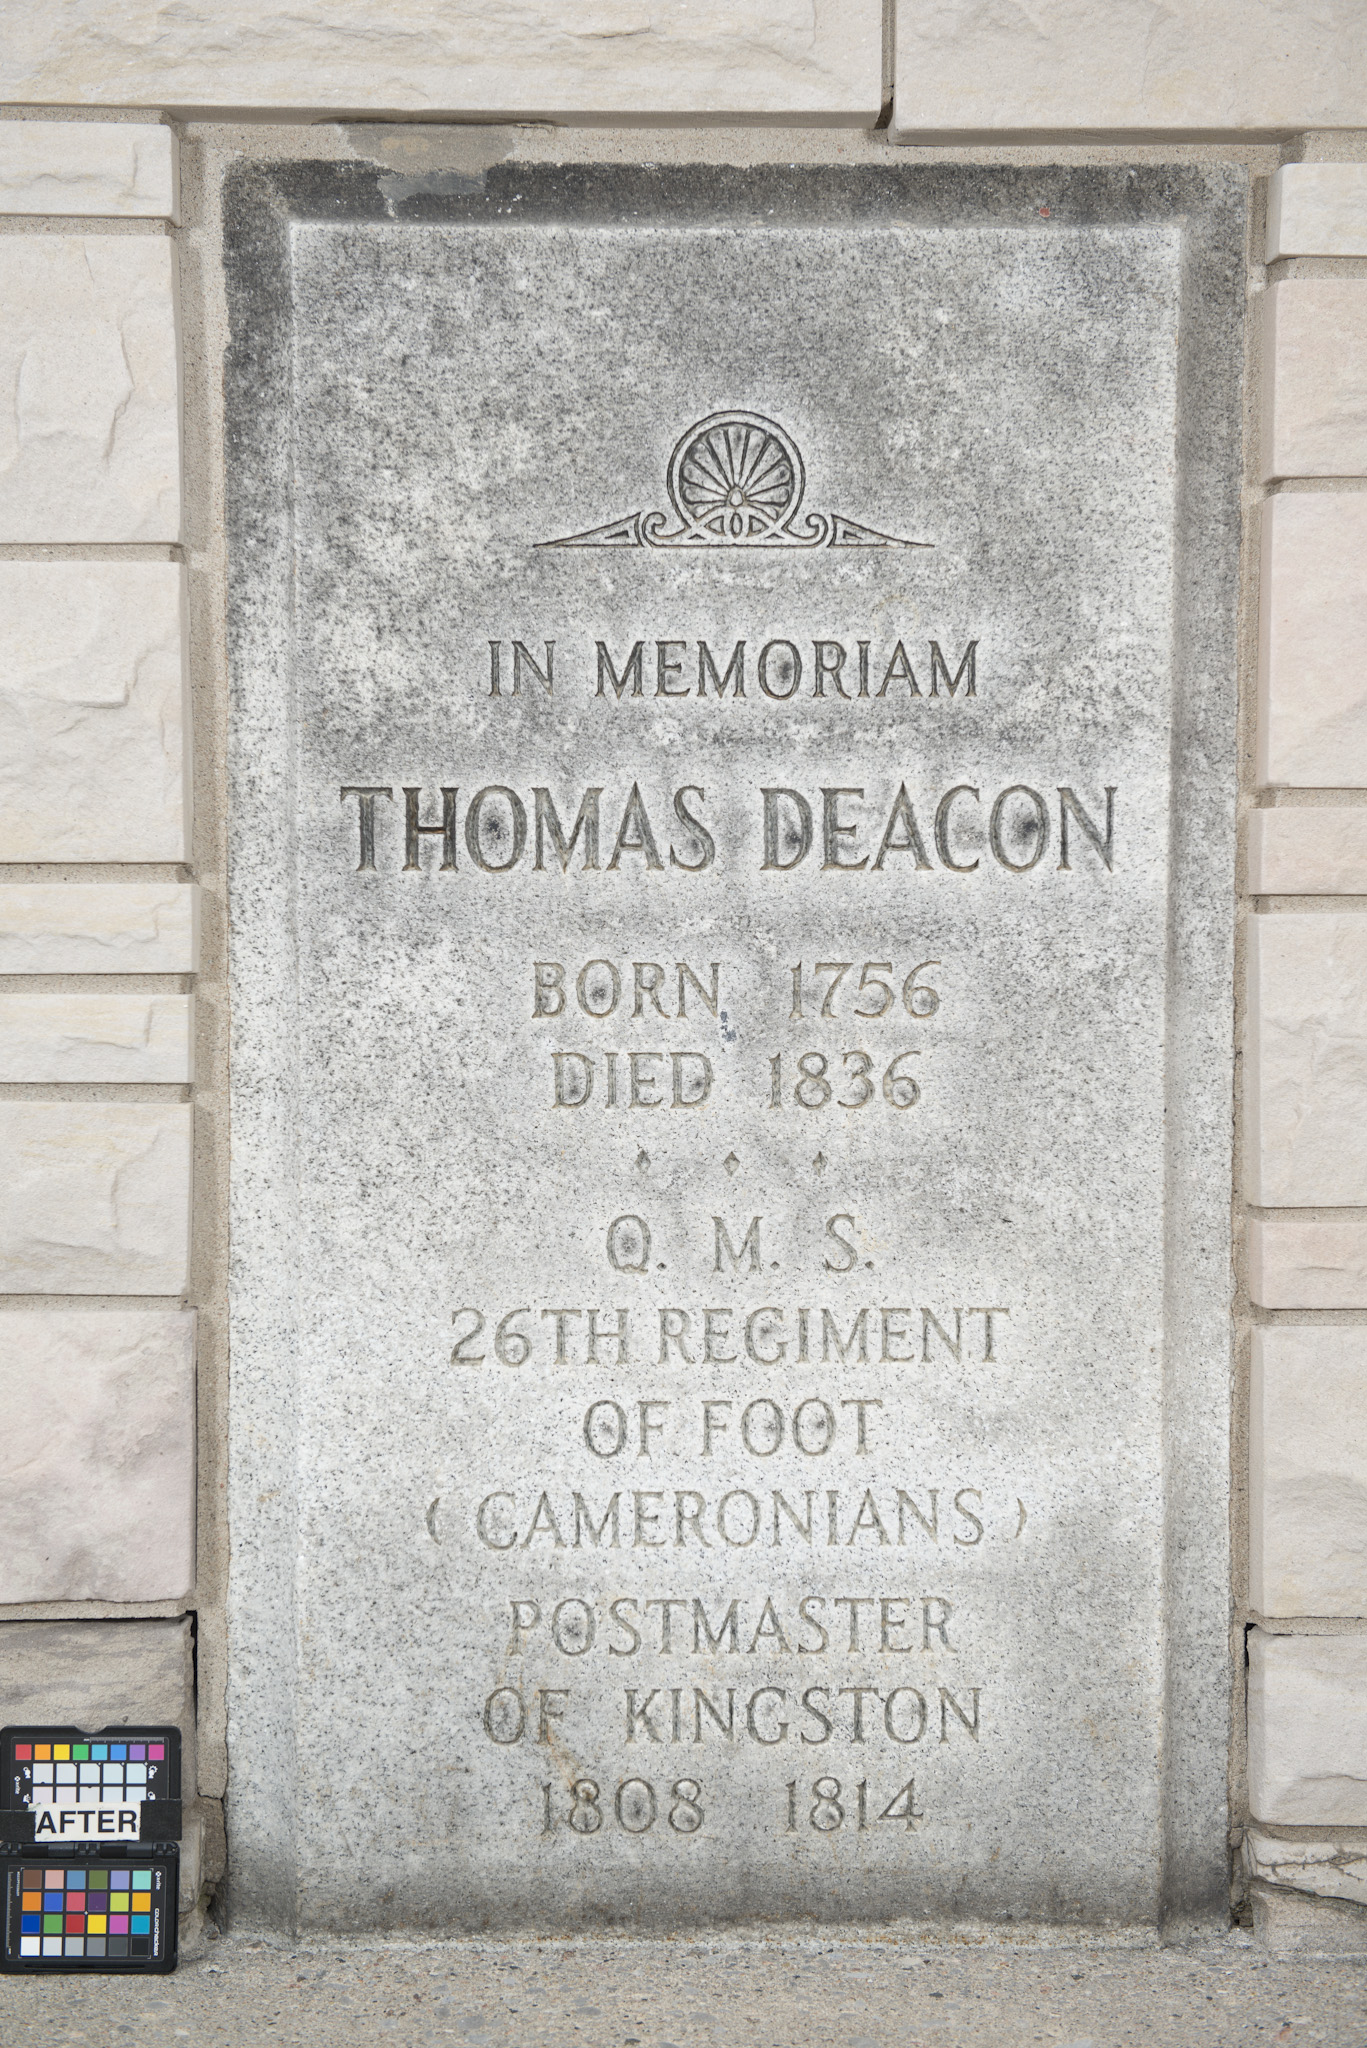 IN MEMORIAM
THOMAS DEACON
BORN 1756
DIED 1836
Q. M. S.
26TH REGIMENT
OF FOOT
( CAMERONIANS )
POSTMASTER
OF KINGSTON
1808 1814
AFTER